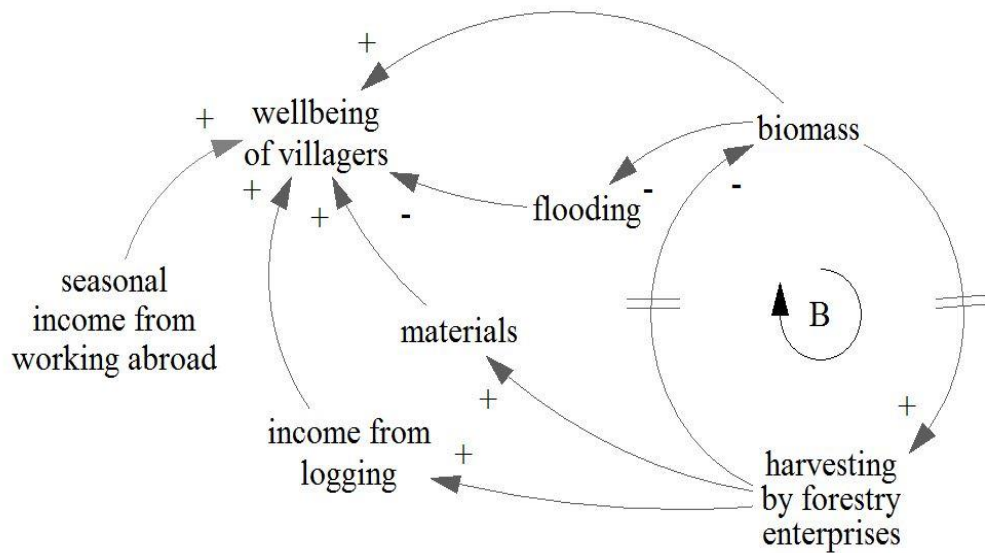 +
wellbeing
of villagers
+
biomass
+
+
-
flooding
-
-
seasonal
income from
working abroad
materials
B
+
+
income from
logging
+
harvesting
by forestry
enterprises